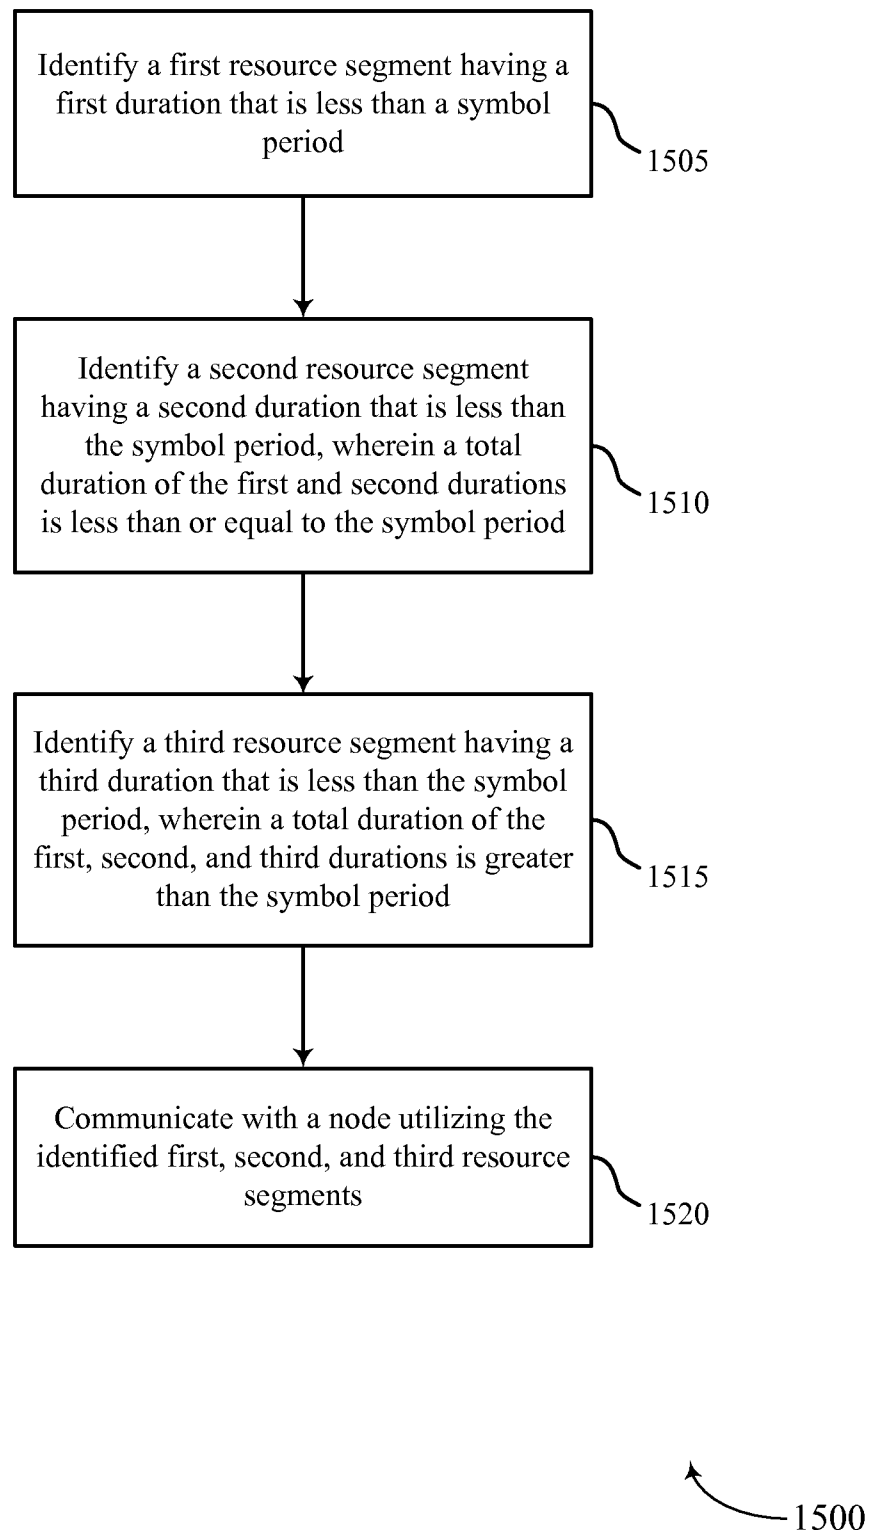 Identify a first resource segment having a
first duration that is less than a symbol
period
1505
Identify a second resource segment
having a second duration that is less than
the symbol period, wherein a total
duration of the first and second durations
is less than or equal to the symbol period
1510
Identify a third resource segment having a
third duration that is less than the symbol
period, wherein a total duration of the
first, second, and third durations is greater
than the symbol period
1515
Communicate with a node utilizing the
identified first, second, and third resource
segments
1520
1500